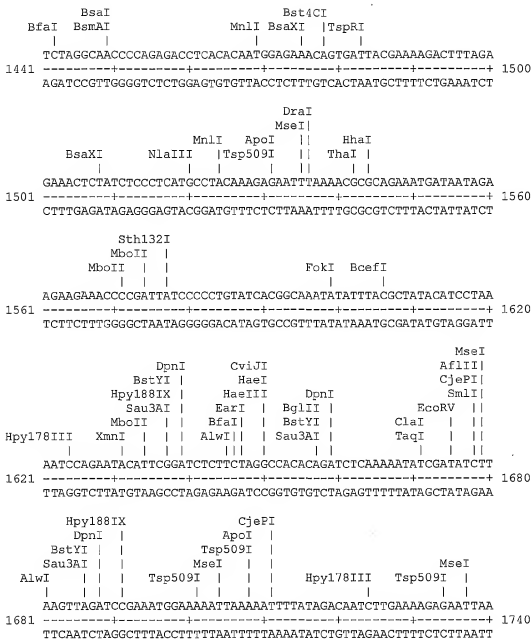 BsaI Bst4CI
BfaI BsmAI MnlI BsaXI |TspRI
TCTAGGCAACCCCAGAGACCTCACACAATGGAGAAACAGTGATTACGAAAAGACTTTAGA
1441 ---------+---------+---------+---------+---------+---------+ 1500
AGATCCGTTGGGGTCTCTGGAGTGTGTTACCTCTTTGTCACTAATGCTTTTCTGAAATCT
DraI
MseI|
MnlI ApoI || HhaI
BsaXI NlaIII |Tsp509I || ThaI |
GAAACTCTATCTCCCTCATGCCTACAAAGAGAATTTAAAACGCGCAGAAATGATAATAGA
1501 ---------+---------+---------+---------+---------+---------+ 1560
CTTTGAGATAGAGGGAGTACGGATGTTTCTCTTAAATTTTGCGCGTCTTTACTATTATCT
Sth132I
MboII |
MboII | | FokI BcefI
AGAAGAAACCCCGATTATCCCCCTGTATCACGGCAAATATATTTACGCTATACATCCTAA
1561 ---------+---------+---------+---------+---------+---------+ 1620
TCTTCTTTGGGGCTAATAGGGGGACATAGTGCCGTTTATATAAATGCGATATGTAGGATT
MseI
DpnI CviJI AflII|
BstYI | HaeI CjePI|
Hpy188IX | HaeIII DpnI SmlI|
Sau3AI | EarI | BglII | EcoRV ||
MboII | | BfaI| | BstYI | ClaI | ||
Hpy178III XmnI | | | AlwI|| | Sau3AI | TaqI | ||
AATCCAGAATACATTCGGATCTCTTCTAGGCCACACAGATCTCAAAAATATCGATATCTT
1621 ---------+---------+---------+---------+---------+---------+ 1680
TTAGGTCTTATGTAAGCCTAGAGAAGATCCGGTGTGTCTAGAGTTTTTATAGCTATAGAA
Hpy188IX CjePI
DpnI | ApoI |
BstYI | | Tsp509I |
Sau3AI | | MseI | | MseI
AlwI | | | Tsp509I | | | Hpy178III Tsp509I |
AAGTTAGATCCGAAATGGAAAAATTAAAAATTTTATAGACAATCTTGAAAAGAGAATTAA
1681 ---------+---------+---------+---------+---------+---------+ 1740
TTCAATCTAGGCTTTACCTTTTTAATTTTTAAAATATCTGTTAGAACTTTTCTCTTAATT